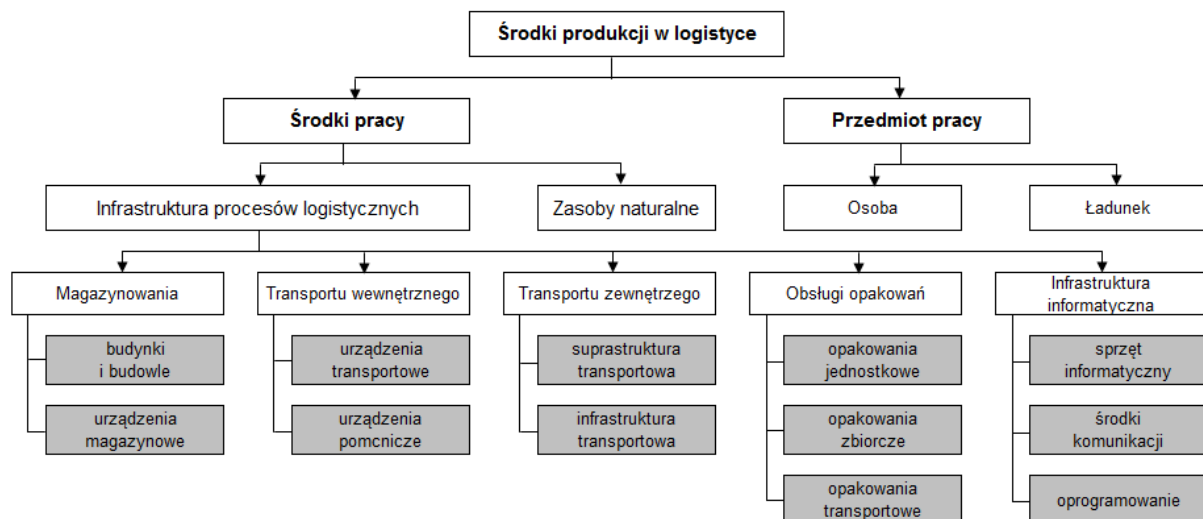 Środki produkcji w logistyce
Środki pracy
Przedmiot pracy
Infrastruktura procesów logistycznych
Zasoby naturalne
Osoba
Ładunek
Magazynowania
Transportu wewnętrznego
Transportu zewnętrzego
Obsługi opakowań
Infrastruktura
informatyczna
budynki
i budowle
urządzenia
transportowe
suprastruktura
transportowa
opakowania
jednostkowe
sprzęt
informatyczny
urządzenia
magazynowe
urządzenia
pomcnicze
infrastruktura
transportowa
opakowania
zbiorcze
środki
komunikacji
opakowania
transportowe
oprogramowanie